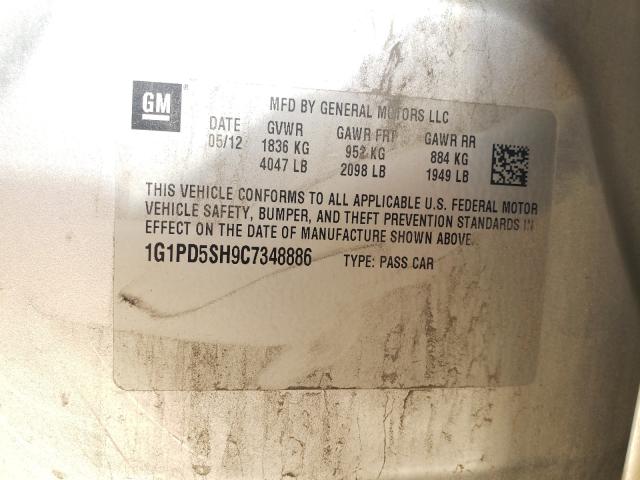 GM
MFD BY GENERAL MOTORS LLC
DATE GVWR GAWR FRT GAWR RR
05/12 1836 KG 952 KG 884 KG
4047 LB 2098 LB 1949 LB
THIS VEHICLE CONFORMS TO ALL APPLICABLE U.S. FEDERAL MOTOR
VEHICLE SAFETY, BUMPER, AND THEFT PREVENTION STANDARDS IN
EFFECT ON THE DATE OF MANUFACTURE SHOWN ABOVE.
1G1PD5SH9C7348886 TYPE: PASS CAR